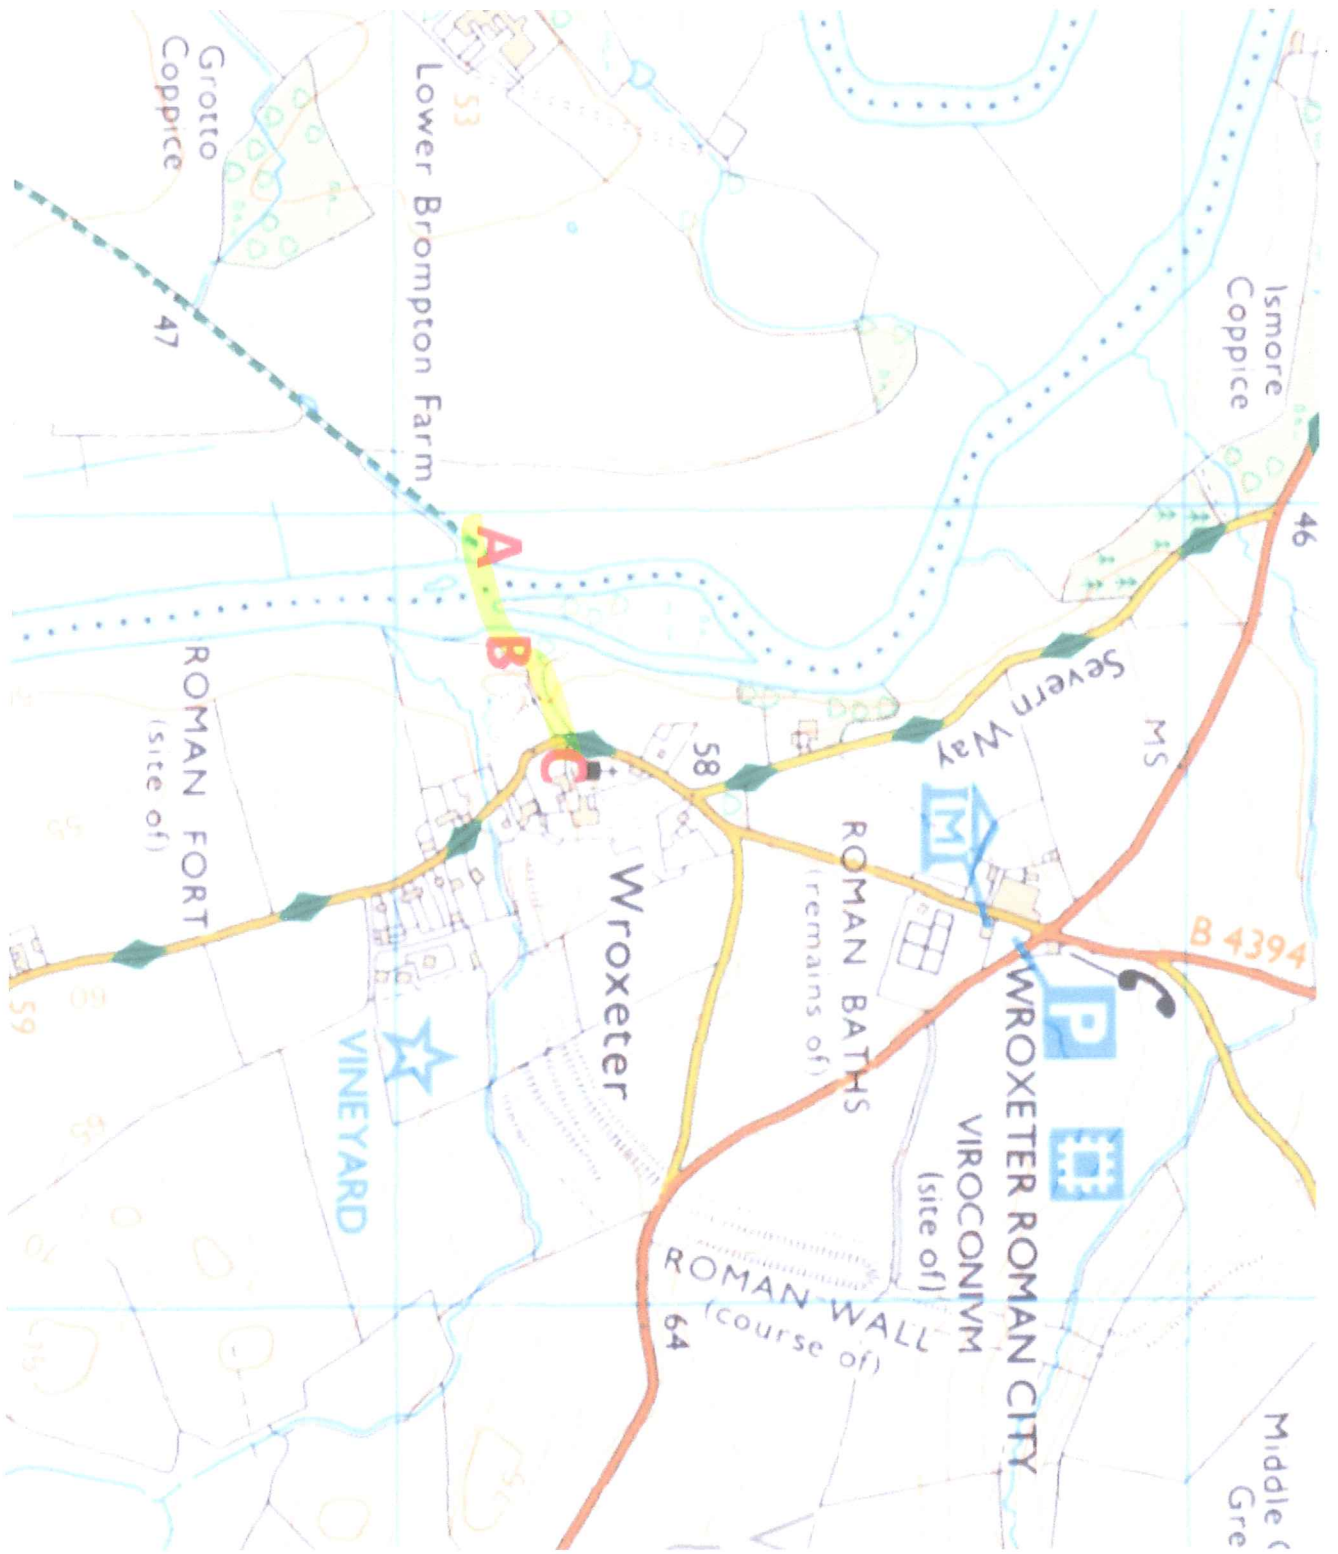 Grotto
Coppice
Lower Brompton Farm
53
47
Ismore
Coppice
46
A
B
C
Severn Way
MS
58
ROMAN FORT
(site of)
Wroxeter
ROMAN BATHS
(remains of)
M
B 4394
P
WROXETER ROMAN CITY
VIROCONIVM
(site of)
VINEYARD
59
ROMAN WALL
(course of)
64
Middle
Gre